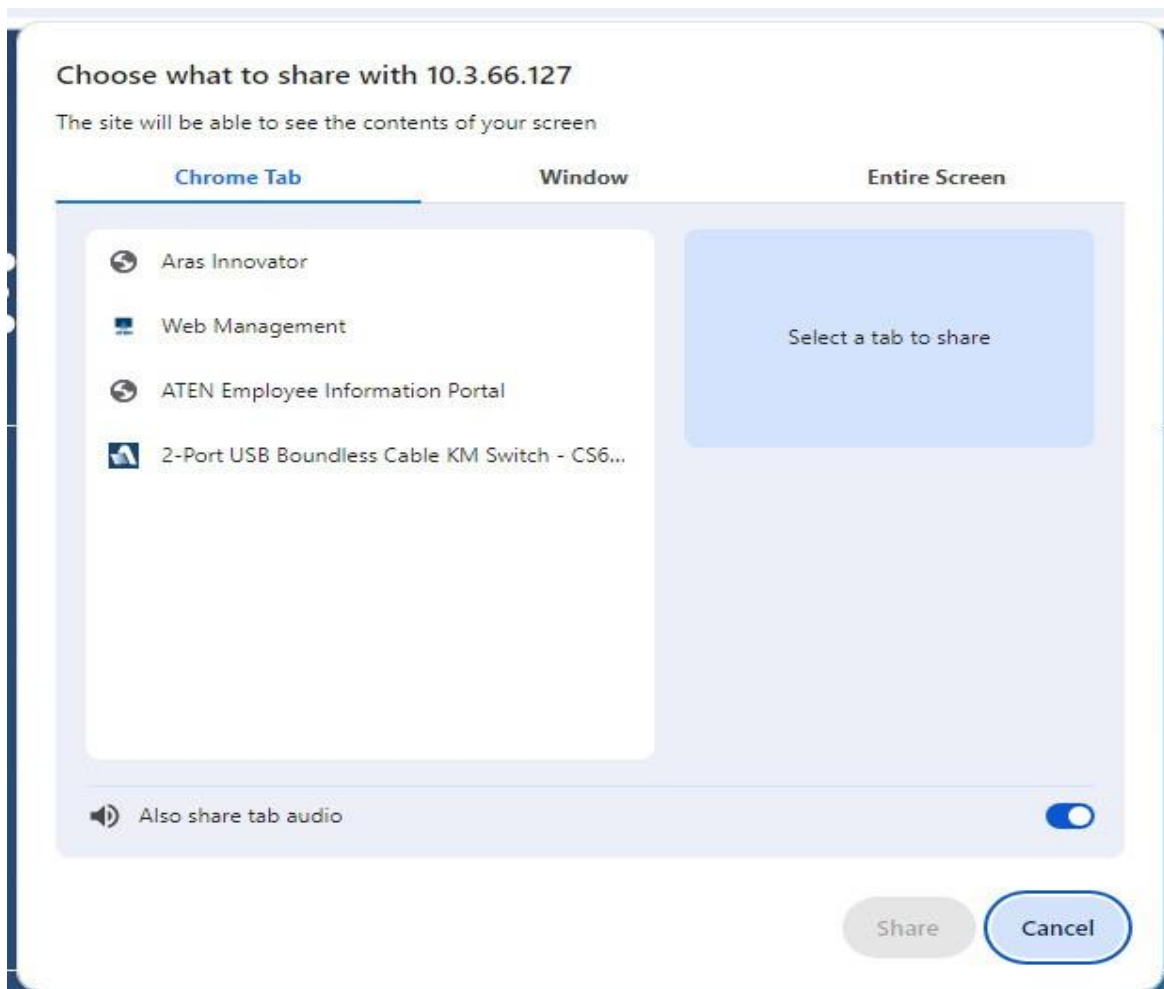 Choose what to share with 10.3.66.127
The site will be able to see the contents of your screen
Chrome Tab Window Entire Screen
Aras Innovator
Web Management
ATEN Employee Information Portal
2-Port USB Boundless Cable KM Switch - CS6...
Select a tab to share
Also share tab audio
Share Cancel